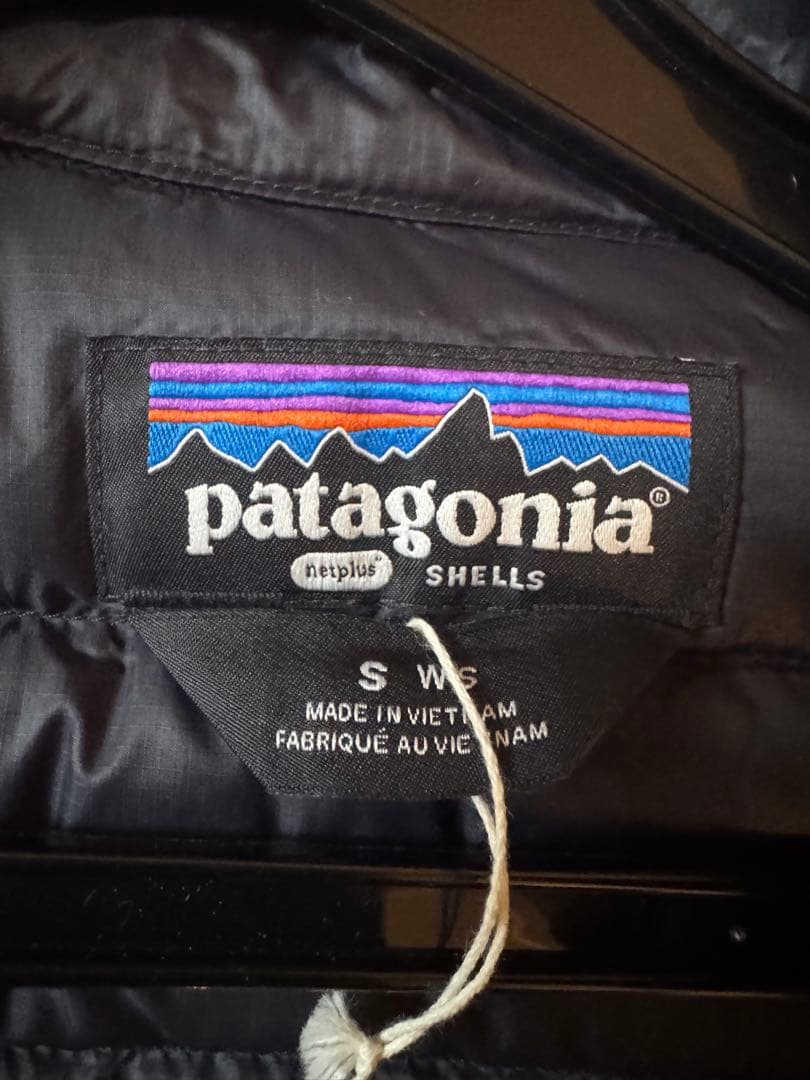 patagonia®
netplus® SHELLS
S WS
MADE IN VIETNAM
FABRIQUÉ AU VIETNAM